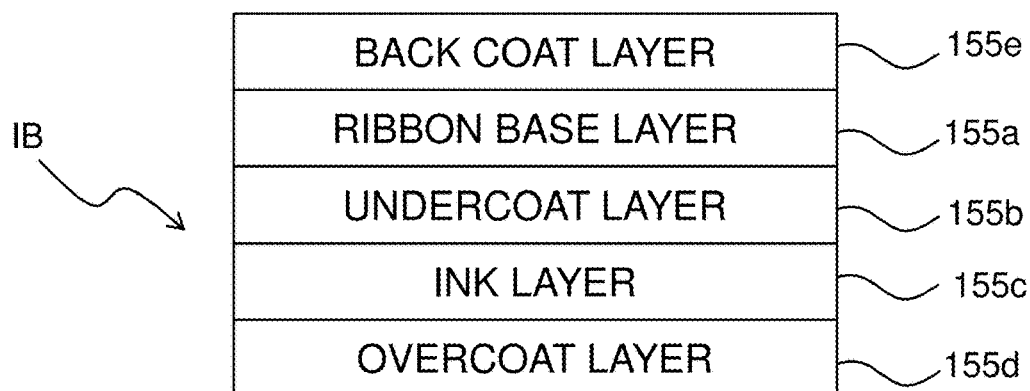 BACK COAT LAYER 155e
RIBBON BASE LAYER 155a
IB
UNDERCOAT LAYER 155b
INK LAYER 155c
OVERCOAT LAYER 155d